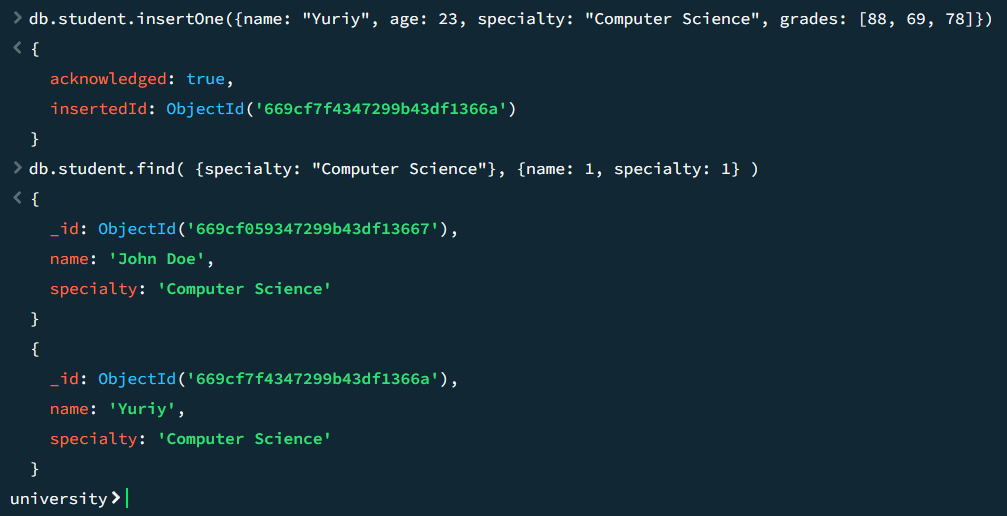 > db.student.insertOne({name: "Yuriy", age: 23, specialty: "Computer Science", grades: [88, 69, 78]})
< {
    acknowledged: true,
    insertedId: ObjectId('669cf7f4347299b43df1366a')
  }
> db.student.find( {specialty: "Computer Science"}, {name: 1, specialty: 1} )
< {
    _id: ObjectId('669cf059347299b43df13667'),
    name: 'John Doe',
    specialty: 'Computer Science'
  }
  {
    _id: ObjectId('669cf7f4347299b43df1366a'),
    name: 'Yuriy',
    specialty: 'Computer Science'
  }
university>